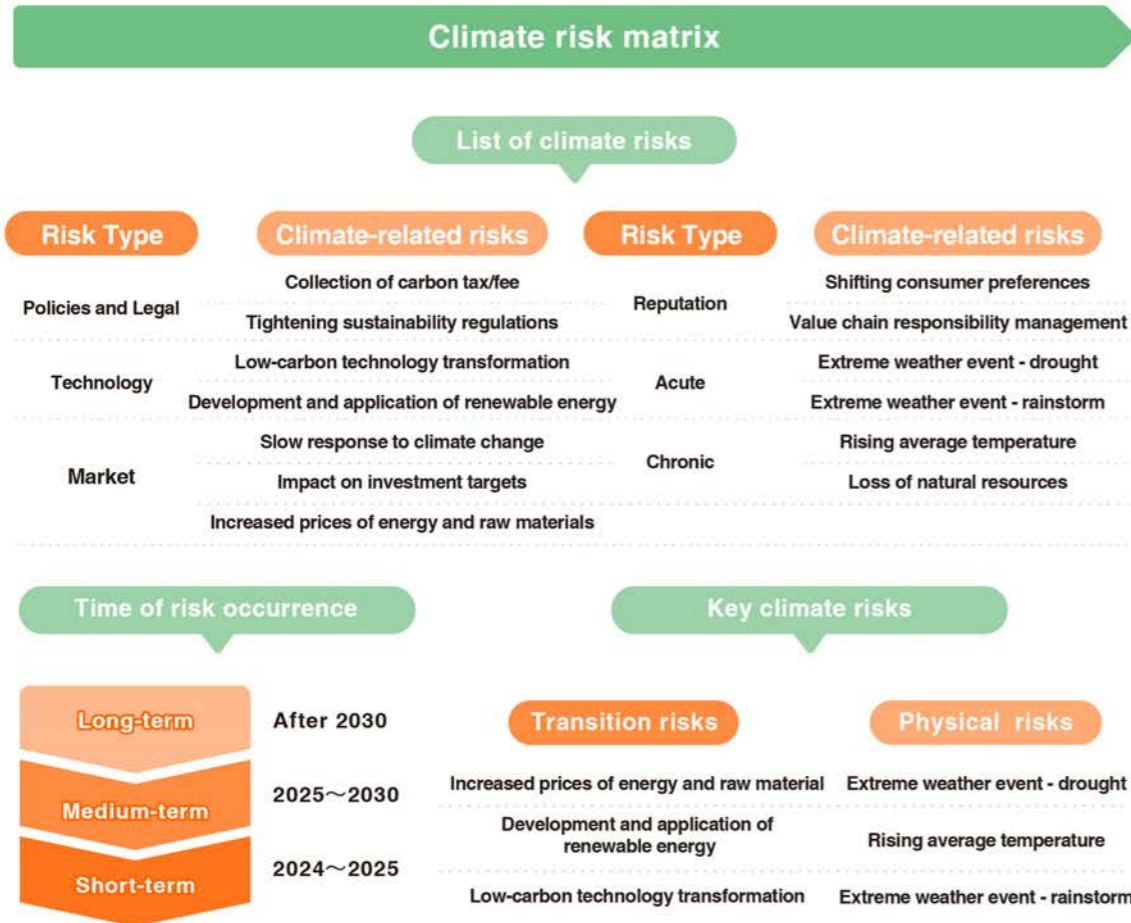 Climate risk matrix
List of climate risks
Risk Type
Climate-related risks
Risk Type
Climate-related risks
Policies and Legal
Collection of carbon tax/fee
Tightening sustainability regulations
Reputation
Shifting consumer preferences
Value chain responsibility management
Technology
Low-carbon technology transformation
Development and application of renewable energy
Acute
Extreme weather event - drought
Extreme weather event - rainstorm
Market
Slow response to climate change
Impact on investment targets
Increased prices of energy and raw materials
Chronic
Rising average temperature
Loss of natural resources
Time of risk occurrence
Long-term
After 2030
Medium-term
2025～2030
Short-term
2024～2025
Key climate risks
Transition risks
Physical risks
Increased prices of energy and raw material
Extreme weather event - drought
Development and application of
renewable energy
Rising average temperature
Low-carbon technology transformation
Extreme weather event - rainstorm